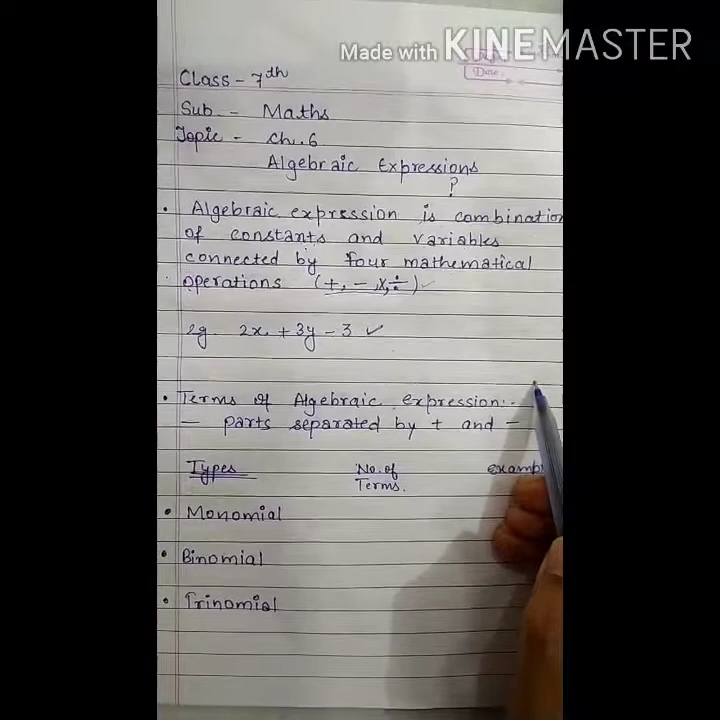 Made with KINEMASTER
Date:
Class - 7th
Sub - Maths
Topic - Ch. 6
Algebraic Expressions
?
• Algebraic expression is combination
of constants and variables
connected by four mathematical
operations (+, -, x, ÷) ✓
eg. 2x + 3y - 3 ✓
• Terms of Algebraic expression:-
- parts separated by + and -
Types No. of examp
Terms.
• Monomial
• Binomial
• Trinomial